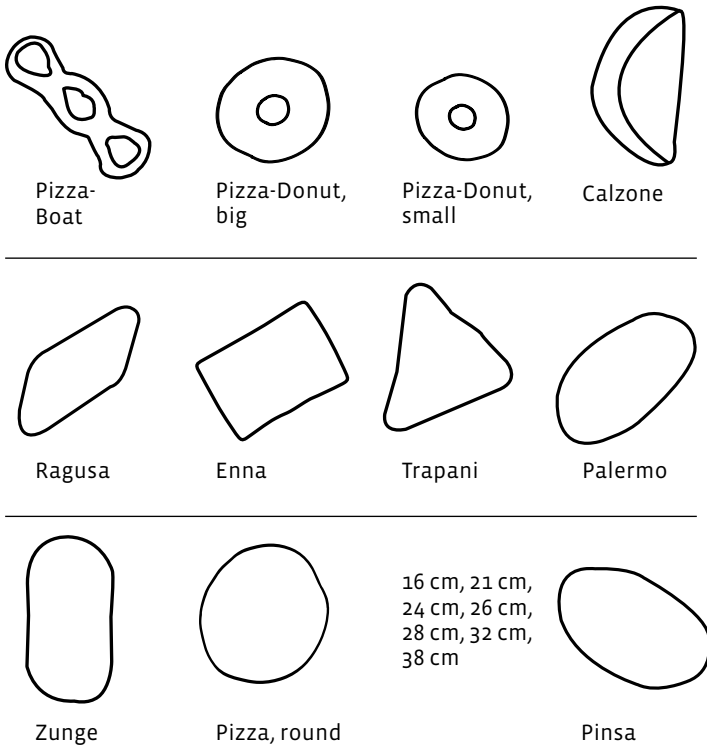 Pizza-
Boat
Pizza-Donut,
big
Pizza-Donut,
small
Calzone
Ragusa
Enna
Trapani
Palermo
16 cm, 21 cm,
24 cm, 26 cm,
28 cm, 32 cm,
38 cm
Zunge
Pizza, round
Pinsa